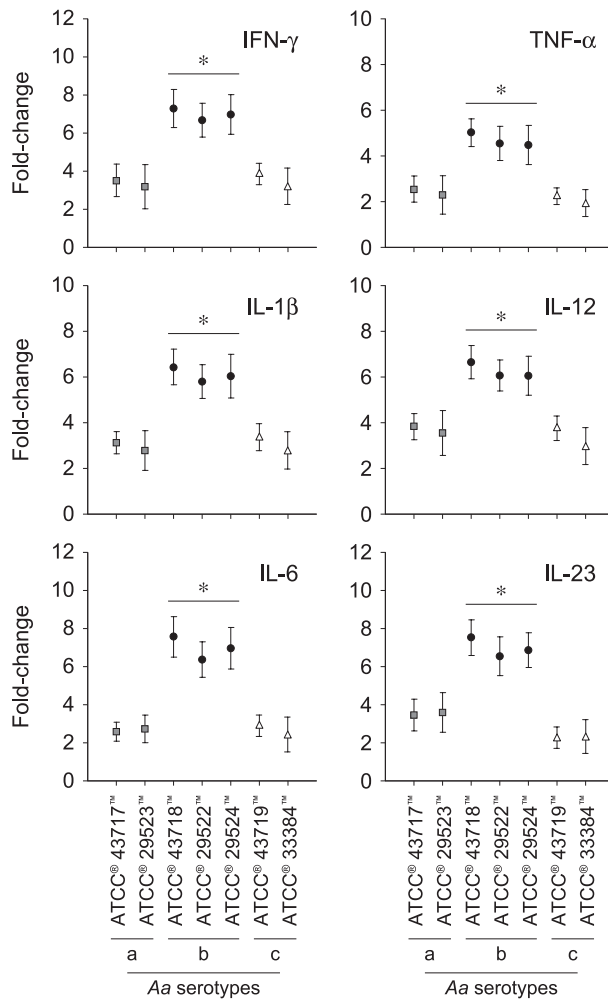 IFN-γ
TNF-α
*
*
Fold-change
12
10
8
6
4
2
0
10
8
6
4
2
0
IL-1β
IL-12
*
*
Fold-change
10
8
6
4
2
0
10
8
6
4
2
0
IL-6
IL-23
*
*
Fold-change
12
10
8
6
4
2
0
12
10
8
6
4
2
0
ATCC® 43717™
ATCC® 29523™
ATCC® 43718™
ATCC® 29522™
ATCC® 29524™
ATCC® 43719™
ATCC® 33384™
ATCC® 43717™
ATCC® 29523™
ATCC® 43718™
ATCC® 29522™
ATCC® 29524™
ATCC® 43719™
ATCC® 33384™
a b c
a b c
Aa serotypes
Aa serotypes